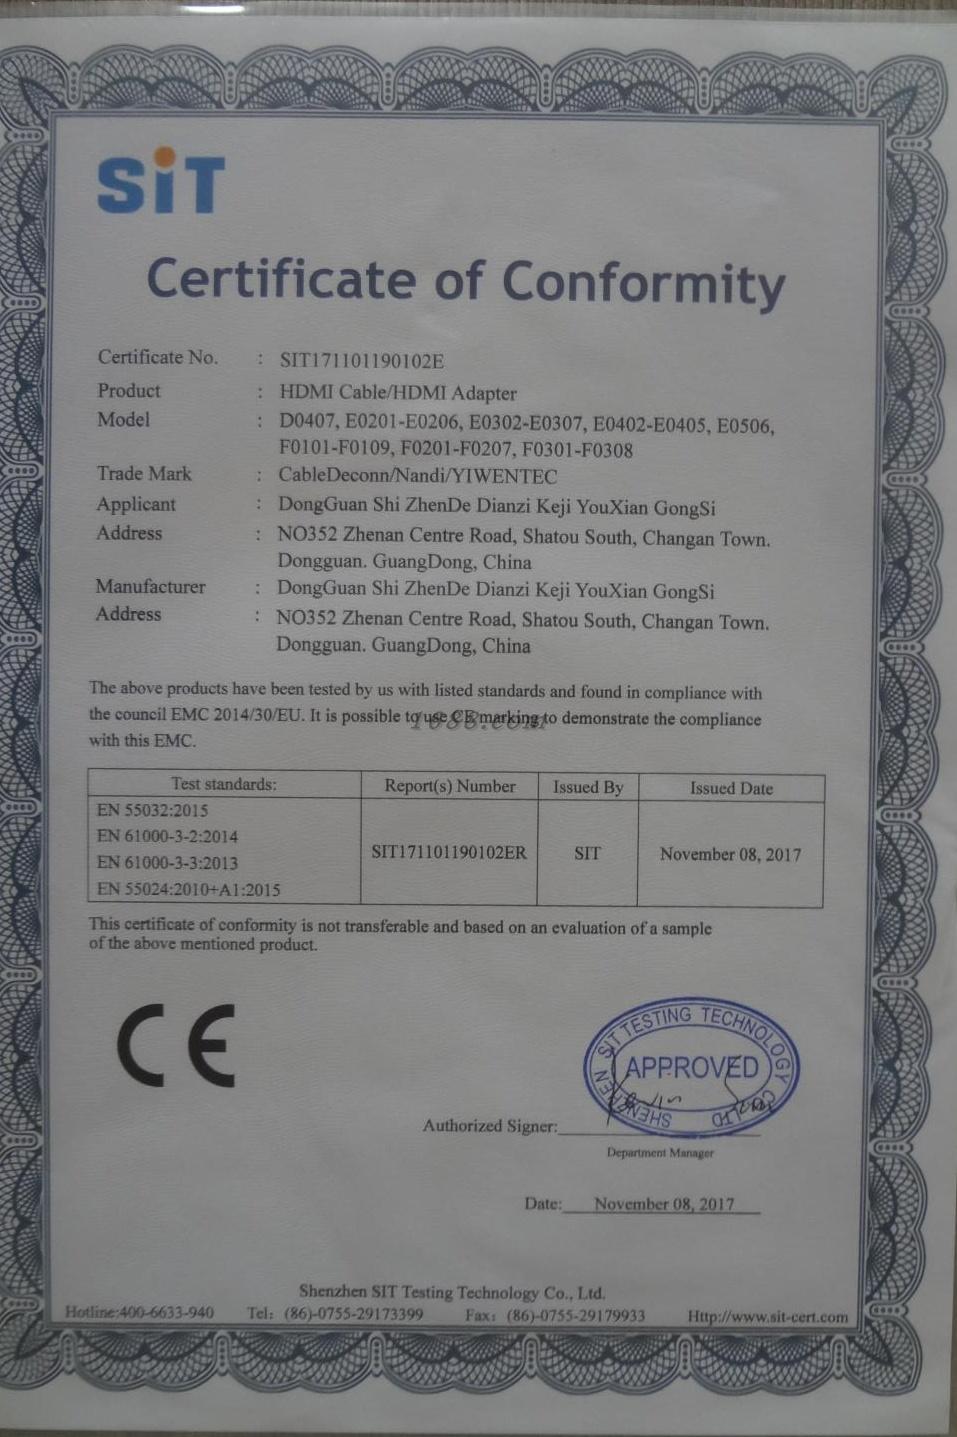 SiT
Certificate of Conformity
Certificate No. : SIT171101190102E
Product : HDMI Cable/HDMI Adapter
Model : D0407, E0201-E0206, E0302-E0307, E0402-E0405, E0506,
F0101-F0109, F0201-F0207, F0301-F0308
Trade Mark : CableDeconn/Nandi/YIWENTEC
Applicant : DongGuan Shi ZhenDe Dianzi Keji YouXian GongSi
Address : NO352 Zhenan Centre Road, Shatou South, Changan Town.
Dongguan. GuangDong, China
Manufacturer : DongGuan Shi ZhenDe Dianzi Keji YouXian GongSi
Address : NO352 Zhenan Centre Road, Shatou South, Changan Town.
Dongguan. GuangDong, China
The above products have been tested by us with listed standards and found in compliance with
the council EMC 2014/30/EU. It is possible to use CE marking to demonstrate the compliance
with this EMC.
1688.com
Test standards: Report(s) Number Issued By Issued Date
EN 55032:2015
EN 61000-3-2:2014
EN 61000-3-3:2013
EN 55024:2010+A1:2015
SIT171101190102ER SIT November 08, 2017
This certificate of conformity is not transferable and based on an evaluation of a sample
of the above mentioned product.
CE
SHENZHEN SIT TESTING TECHNOLOGY CO., LTD
APPROVED
Authorized Signer:
Department Manager
Date: November 08, 2017
Shenzhen SIT Testing Technology Co., Ltd.
Hotline:400-6633-940 Tel: (86)-0755-29173399 Fax: (86)-0755-29179933 Http://www.sit-cert.com